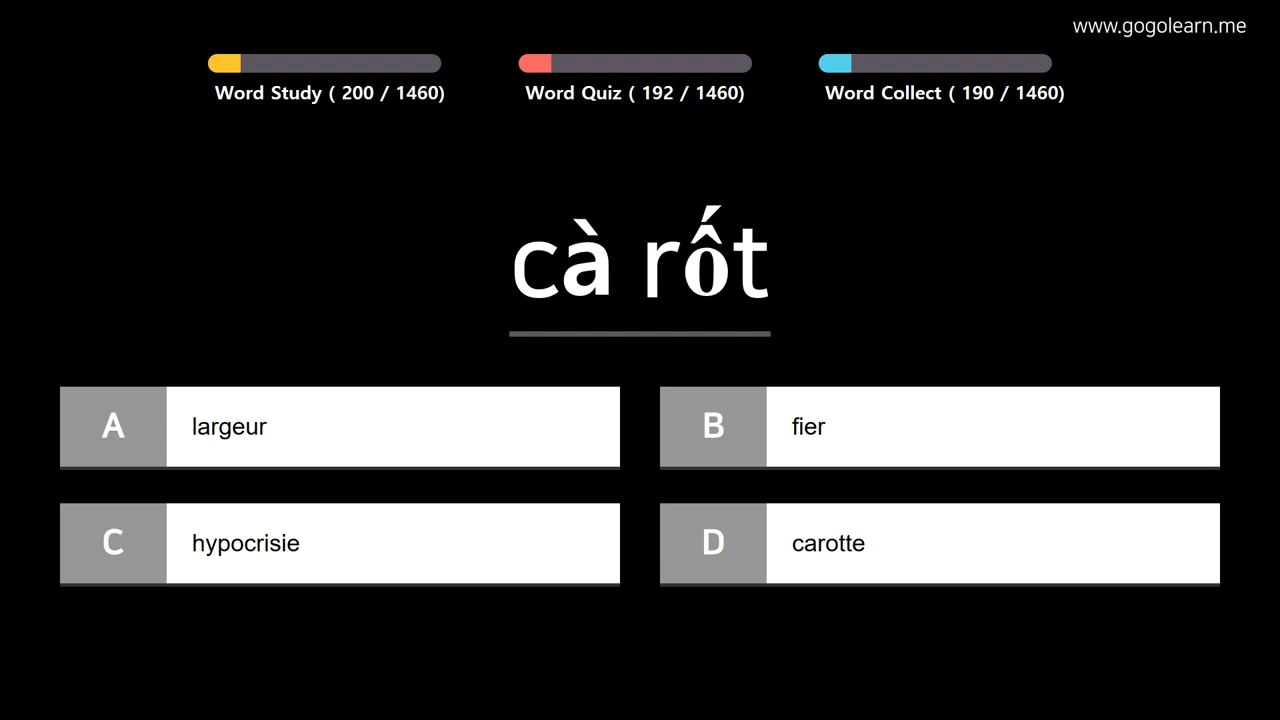 www.gogolearn.me
Word Study ( 200 / 1460)
Word Quiz ( 192 / 1460)
Word Collect ( 190 / 1460)
cà rốt
A largeur
B fier
C hypocrisie
D carotte